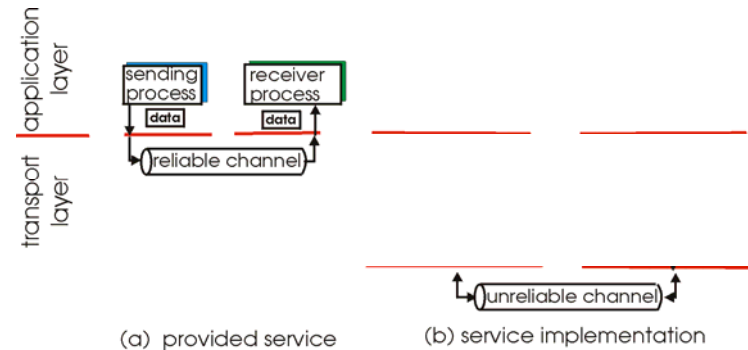 application
layer
transport
layer
sending
process
receiver
process
data
data
reliable channel
unreliable channel
(a) provided service
(b) service implementation